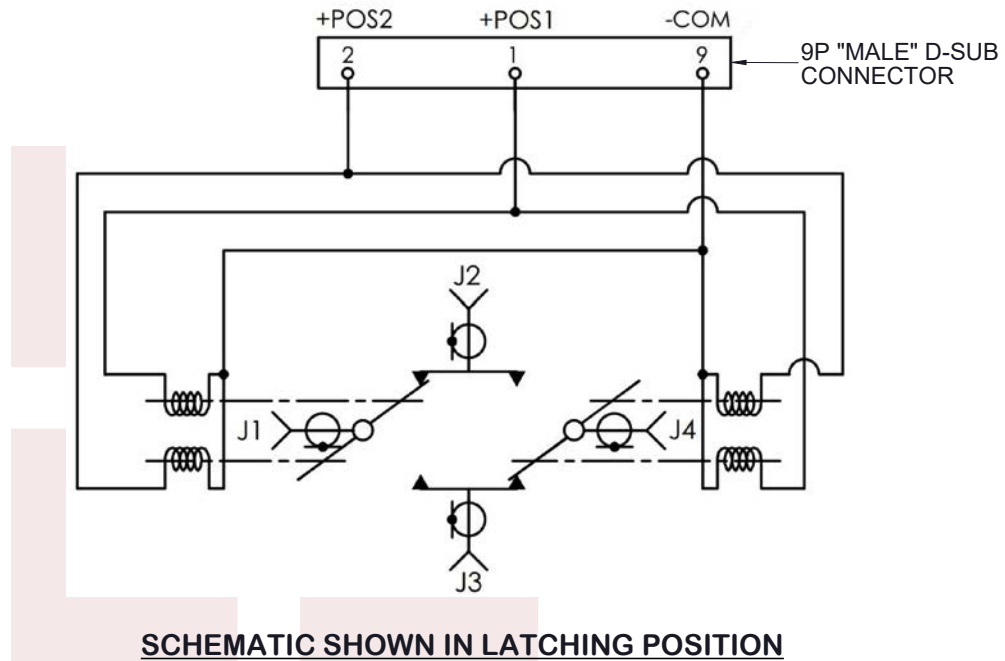 +POS2 +POS1 -COM
2 1 9
9P "MALE" D-SUB
CONNECTOR
J2
J1
J4
J3
SCHEMATIC SHOWN IN LATCHING POSITION